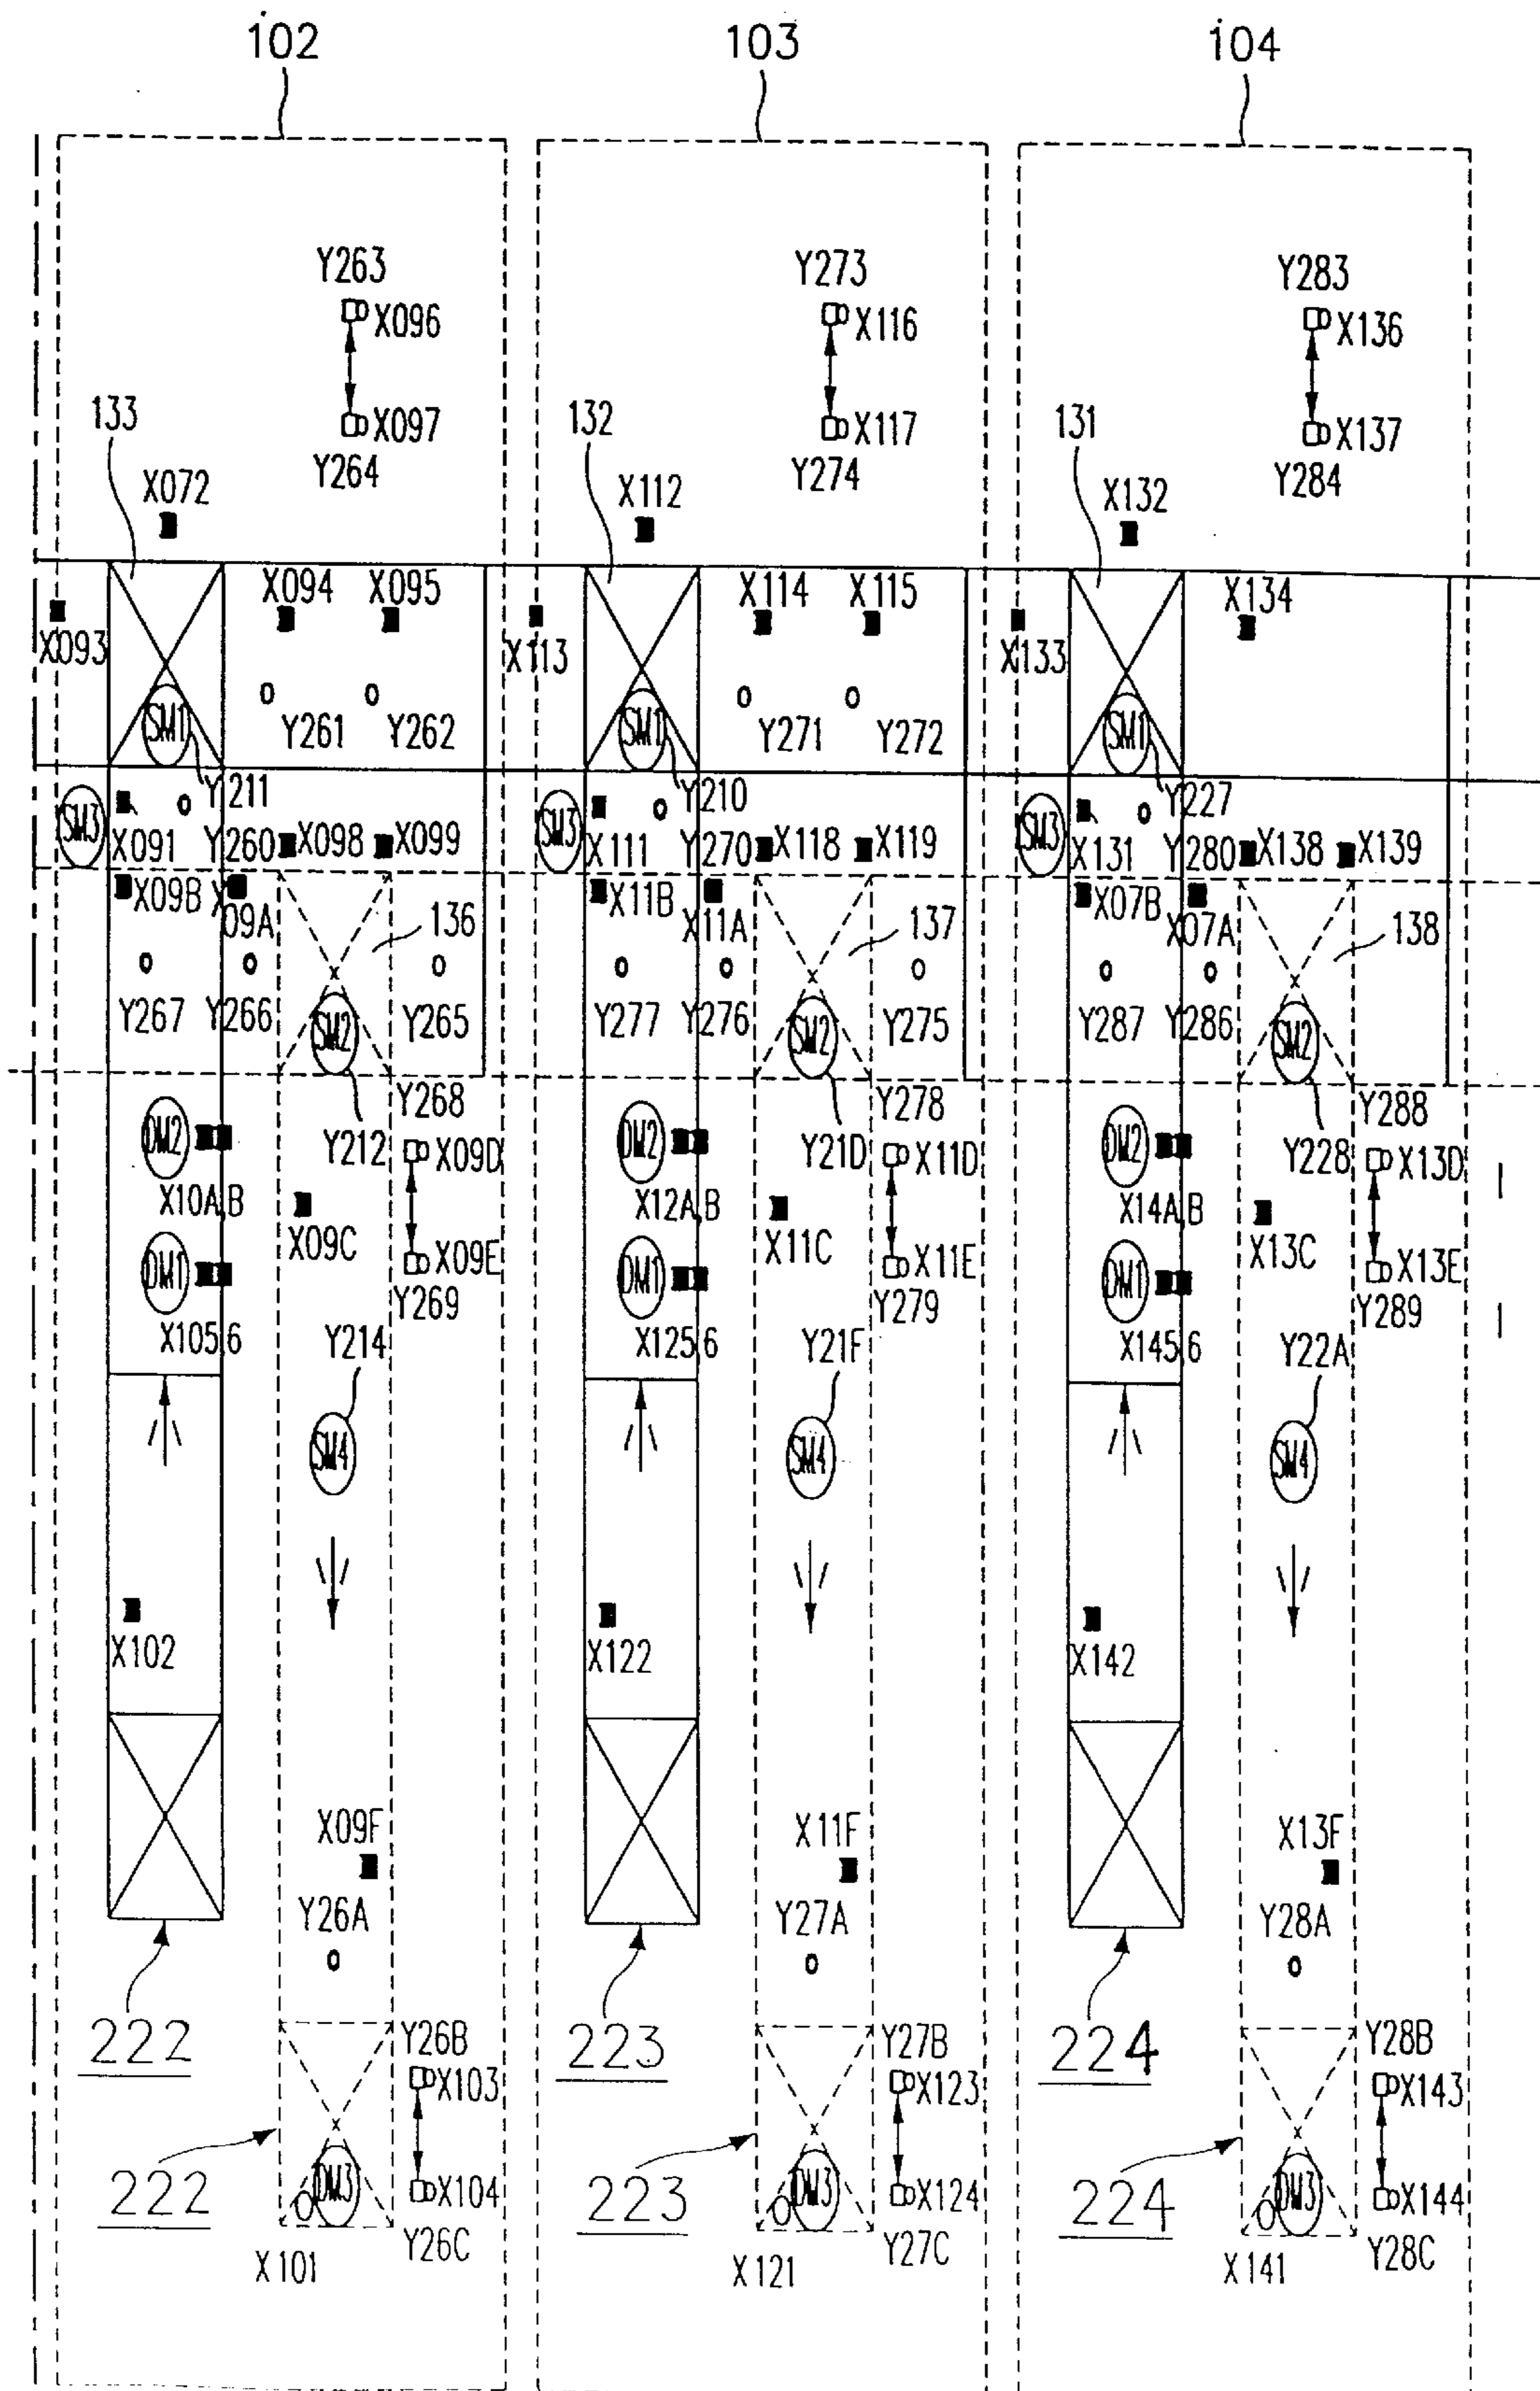 102 103 104
Y263 Y273 Y283
X096 X116 X136
133 X097 132 X117 131 X137
Y264 Y274 Y284
X072 X112 X132
X094 X095 X114 X115 X134
X093 X113 X133
SM1 Y261 Y262 SM1 Y271 Y272 SM1
Y211 Y210 Y227
SM3 X091 Y260 X098 X099 SM3 X111 Y270 X118 X119 SM3 X131 Y280 X138 X139
X09B X09A 136 X11B X11A 137 X07B X07A 138
Y267 Y266 SM2 Y265 Y277 Y276 SM2 Y275 Y287 Y286 SM2
Y268 Y278 Y288
DM2 Y212 X09D DM2 Y21D X11D DM2 Y228 X13D
X10A,B X12A,B X14A,B
X09C X11C X13C
DM1 X09E DM1 X11E DM1 X13E
Y269 Y279 Y289
X105,6 Y214 X125,6 Y21F X145,6 Y22A
SM4 SM4 SM4
X102 X122 X142
X09F X11F X13F
Y26A Y27A Y28A
222 Y26B 223 Y27B 224 Y28B
X103 X123 X143
222 DM3 X104 223 DM3 X124 224 DM3 X144
Y26C Y27C Y28C
X101 X121 X141